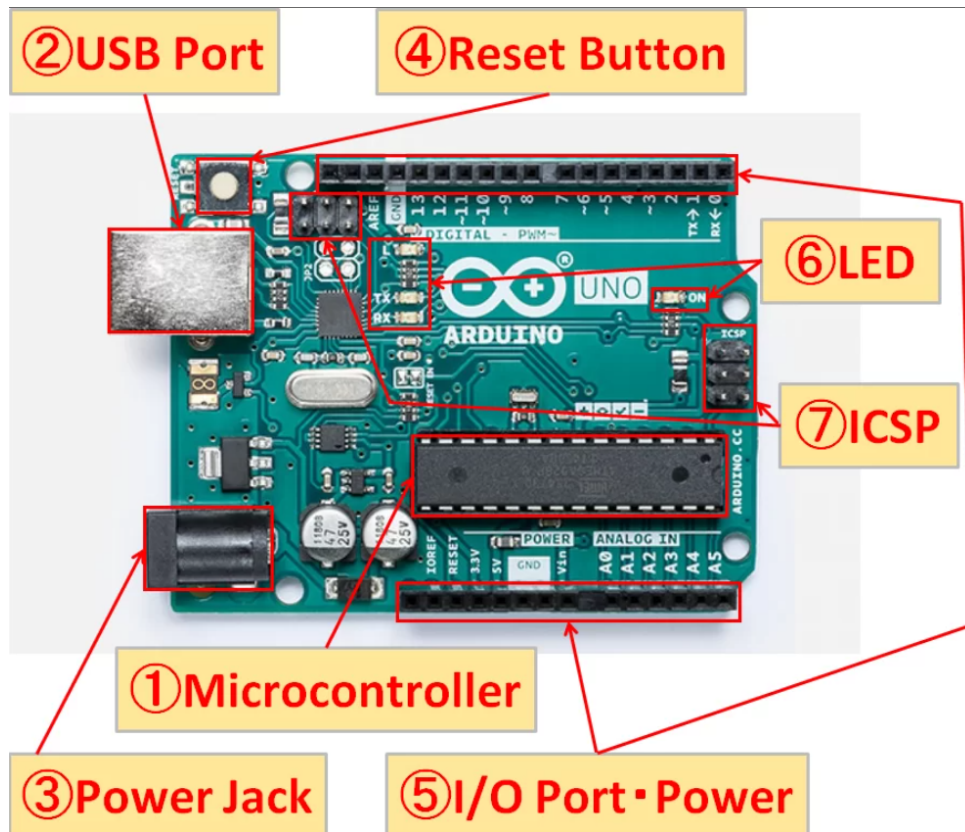 ②USB Port
④Reset Button
AREF
GND
13
12
~11
~10
~9
8
7
~6
~5
4
~3
2
TX→1
RX←0
DIGITAL - PWM~
L
TX
RX
ARDUINO
UNO
ON
⑥LED
ICSP
⑦ICSP
ARDUINO.CC
47
25V
47
25V
POWER
ANALOG IN
IOREF
RESET
3.3V
5V
GND
Vin
A0
A1
A2
A3
A4
A5
①Microcontroller
③Power Jack
⑤I/O Port・Power